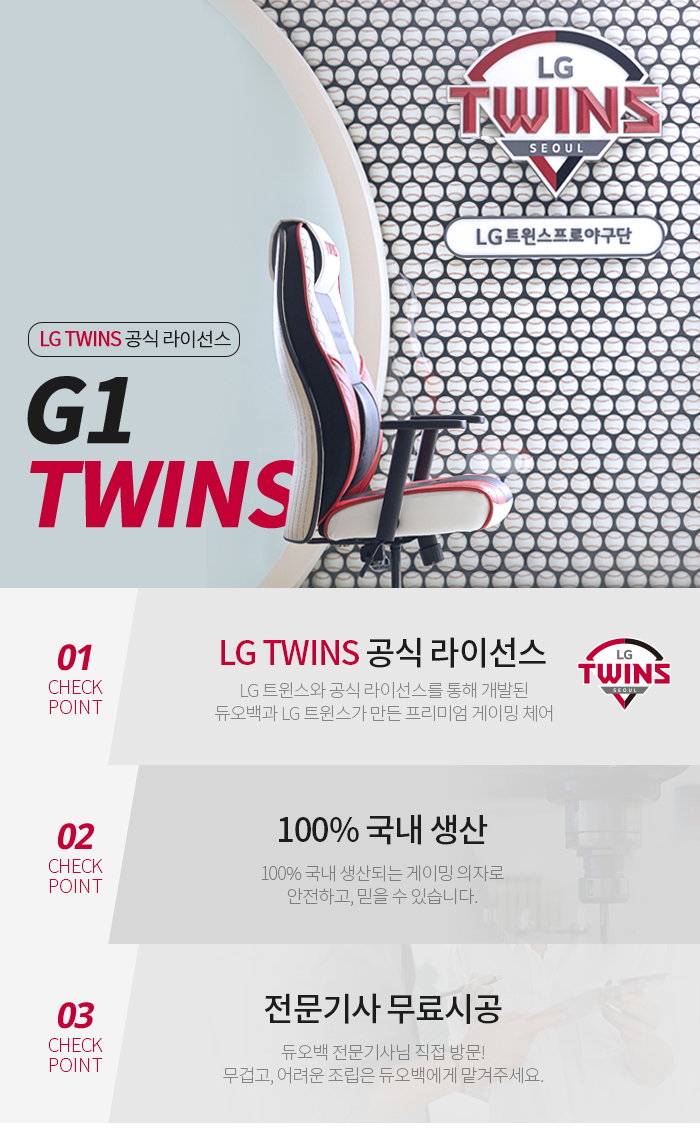 LG
TWINS
SEOUL
LG트윈스프로야구단
LG TWINS 공식 라이선스
G1
TWINS
01
CHECK
POINT
LG TWINS 공식 라이선스
LG 트윈스와 공식 라이선스를 통해 개발된
듀오백과 LG 트윈스가 만든 프리미엄 게이밍 체어
LG
TWINS
SEOUL
02
CHECK
POINT
100% 국내 생산
100% 국내 생산되는 게이밍 의자로
안전하고, 믿을 수 있습니다.
03
CHECK
POINT
전문기사 무료시공
듀오백 전문기사님 직접 방문!
무겁고, 어려운 조립은 듀오백에게 맡겨주세요.